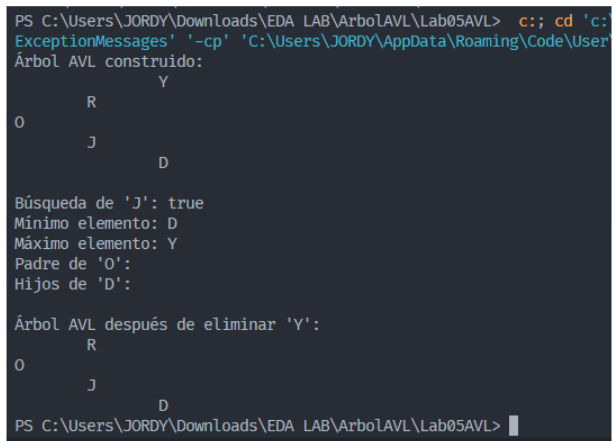 PS C:\Users\JORDY\Downloads\EDA LAB\ArbolAVL\Lab05AVL>  c:; cd 'c:
ExceptionMessages' '-cp' 'C:\Users\JORDY\AppData\Roaming\Code\User\
Árbol AVL construido:
                Y
        R
O
        J
                D

Búsqueda de 'J': true
Mínimo elemento: D
Máximo elemento: Y
Padre de 'O':
Hijos de 'D':

Árbol AVL después de eliminar 'Y':
        R
O
        J
                D
PS C:\Users\JORDY\Downloads\EDA LAB\ArbolAVL\Lab05AVL>